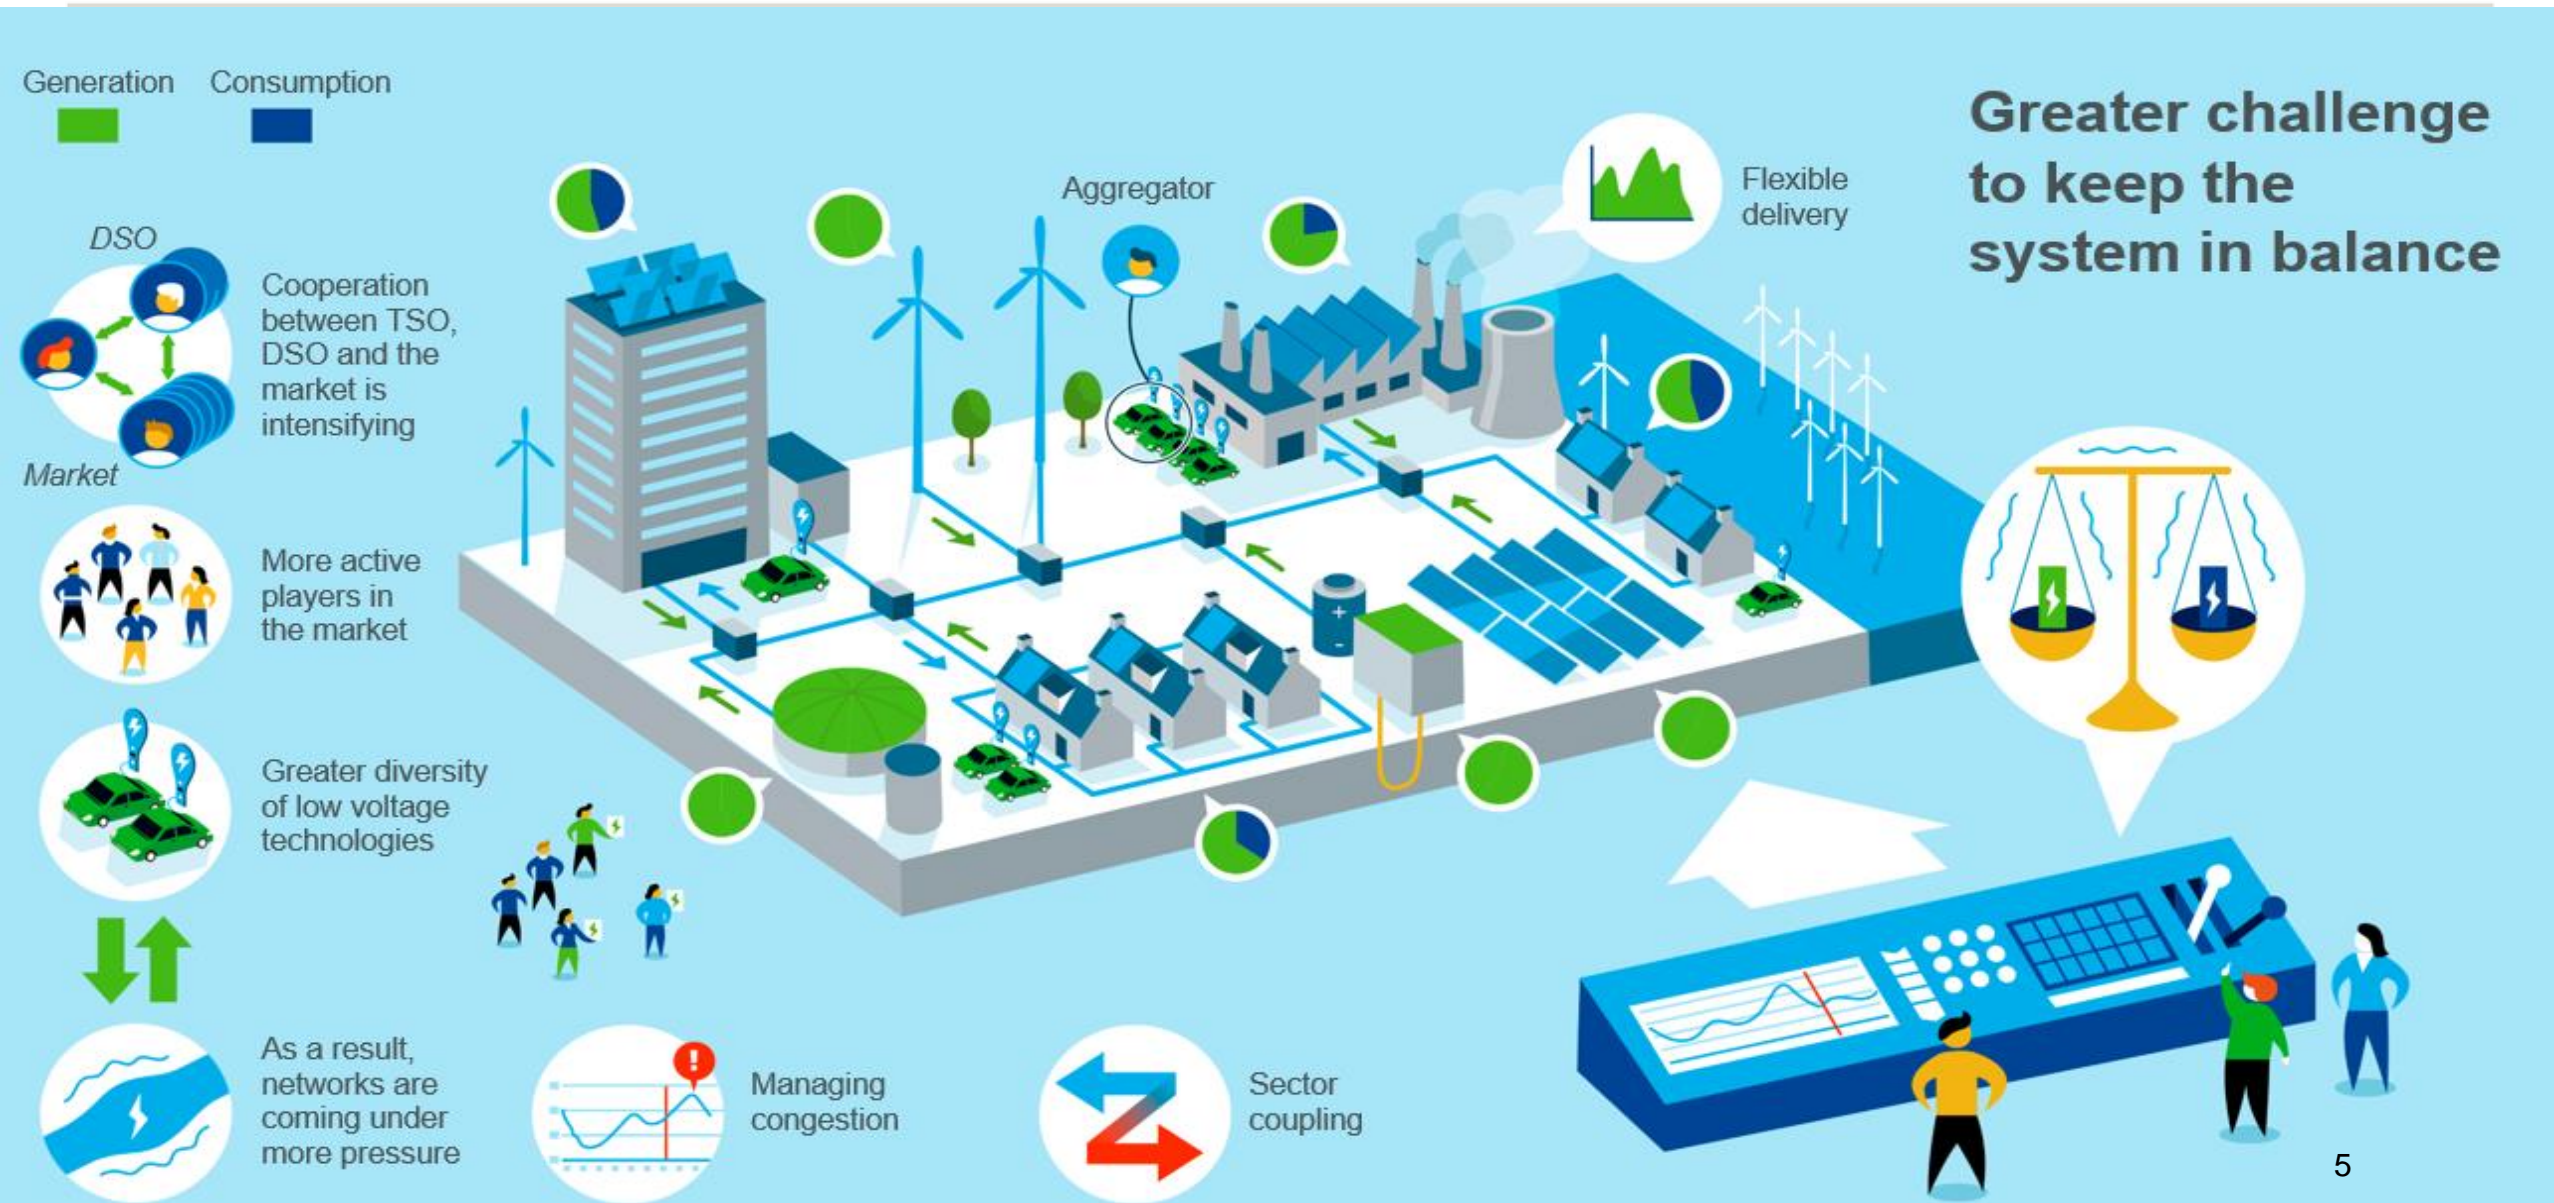 Generation
Consumption
Greater challenge
to keep the
system in balance
Aggregator
Flexible
delivery
DSO
Market
Cooperation
between TSO,
DSO and the
market is
intensifying
More active
players in
the market
Greater diversity
of low voltage
technologies
As a result,
networks are
coming under
more pressure
Managing
congestion
Sector
coupling
5